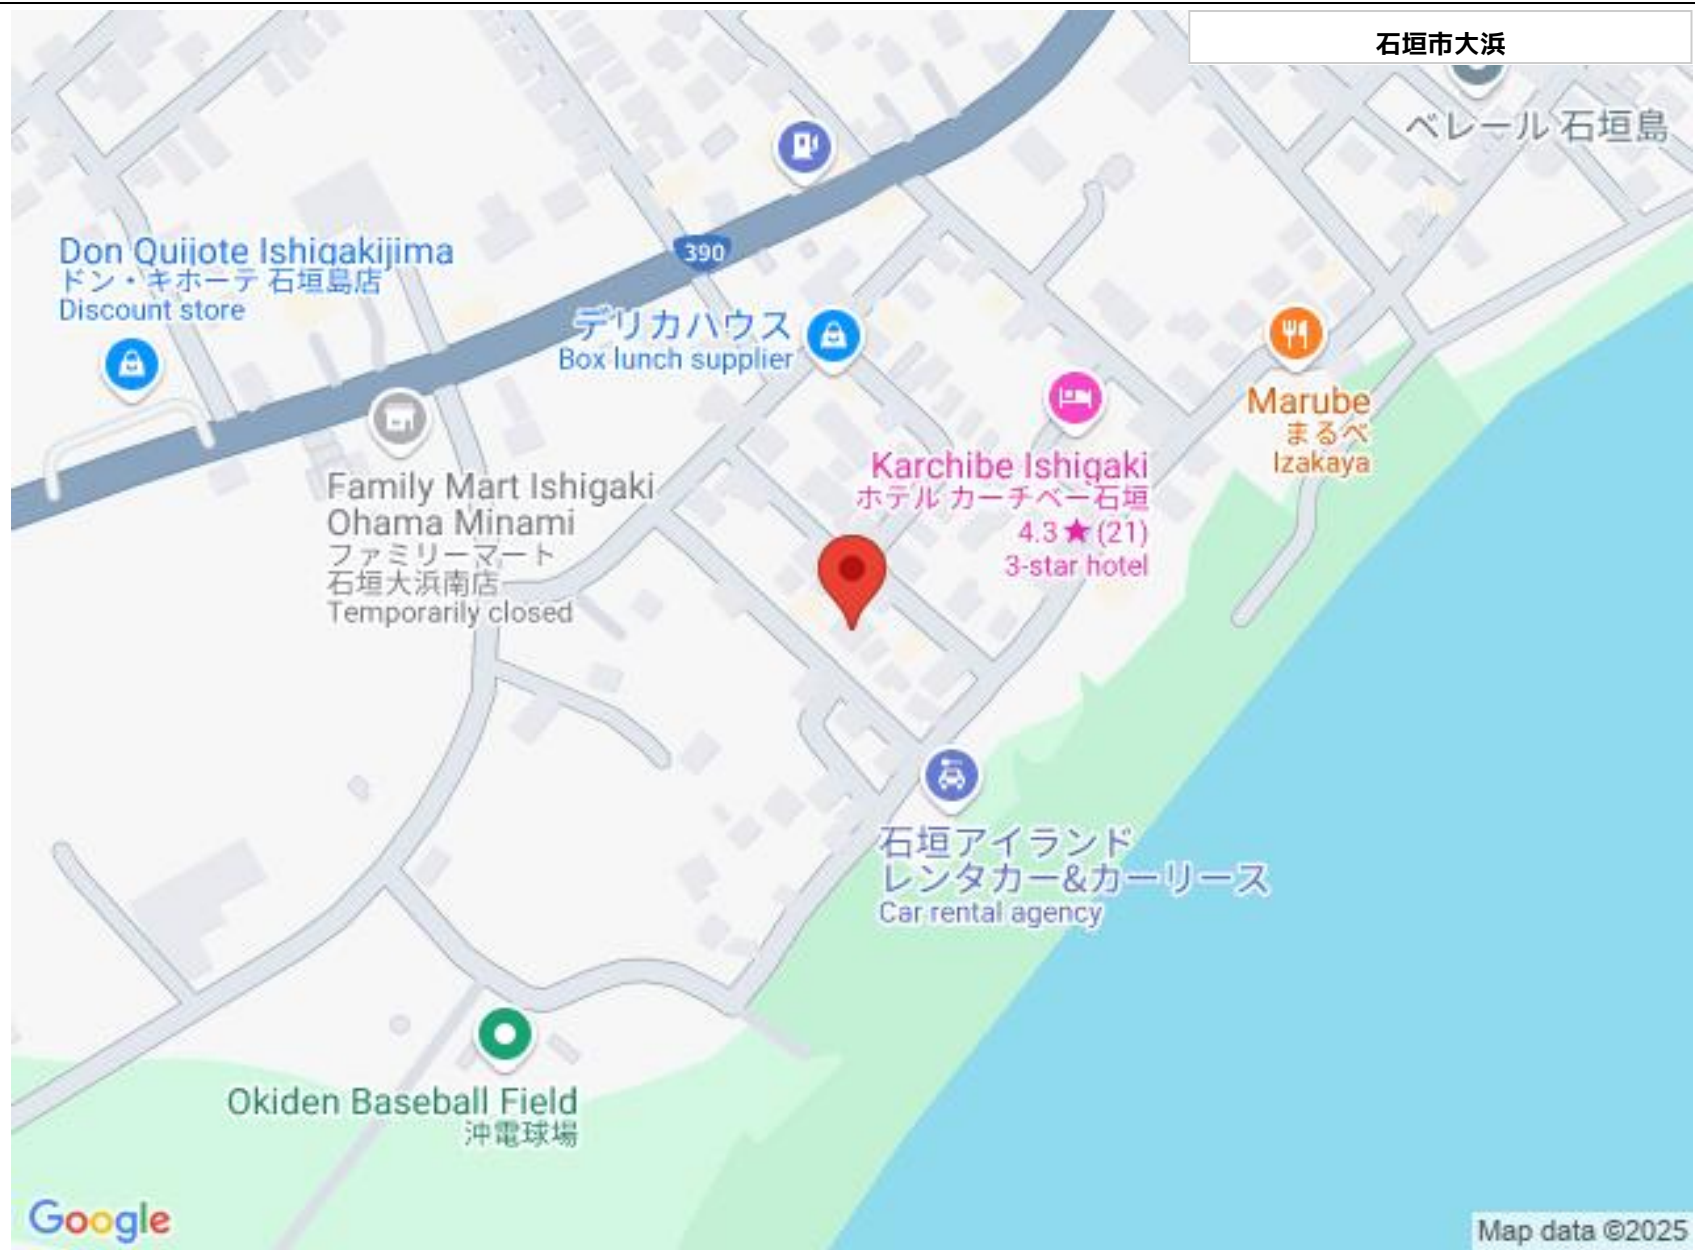 石垣市大浜
ベレール 石垣島
390
Don Quijote Ishigakijima
ドン・キホーテ 石垣島店
Discount store
デリカハウス
Box lunch supplier
Marube
まるべ
Izakaya
Family Mart Ishigaki
Ohama Minami
ファミリーマート
石垣大浜南店
Temporarily closed
Karchibe Ishigaki
ホテル カーチベー石垣
4.3★(21)
3-star hotel
石垣アイランド
レンタカー&カーリース
Car rental agency
Okiden Baseball Field
沖電球場
Google
Map data ©2025